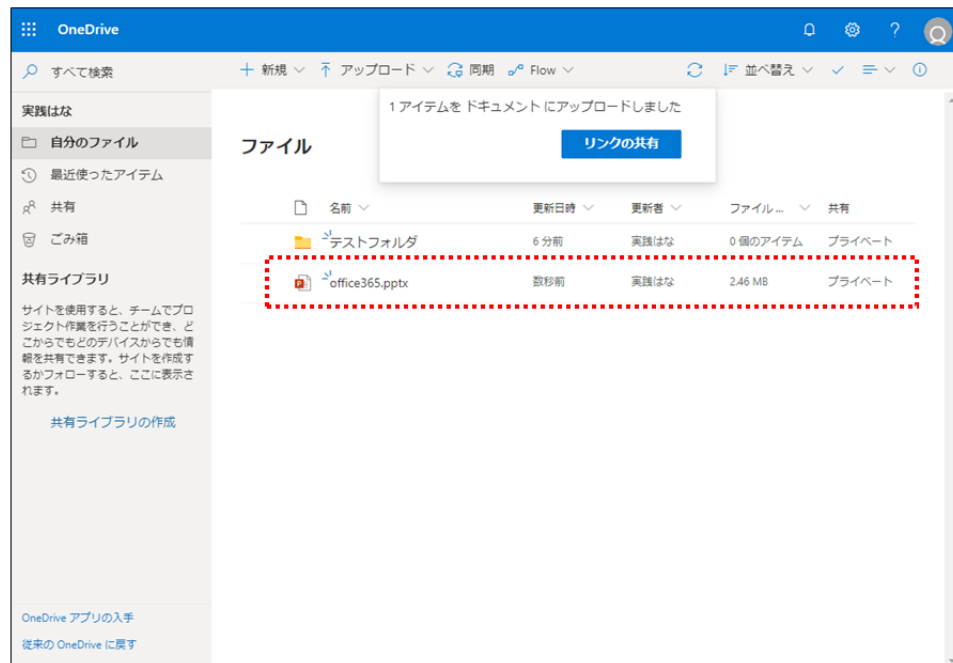 OneDrive
?
すべて検索
新規 アップロード 同期 Flow 並べ替え
1 アイテムを ドキュメント にアップロードしました
リンクの共有
実践はな
自分のファイル
最近使ったアイテム
共有
ごみ箱
共有ライブラリ
サイトを使用すると、チームでプロ
ジェクト作業を行うことができ、ど
こからでもどのデバイスからでも情
報を共有できます。サイトを作成す
るかフォローすると、ここに表示さ
れます。
共有ライブラリの作成
ファイル
名前 更新日時 更新者 ファイル ... 共有
テストフォルダ 6 分前 実践はな 0 個のアイテム プライベート
office365.pptx 数秒前 実践はな 2.46 MB プライベート
OneDrive アプリの入手
従来の OneDrive に戻す